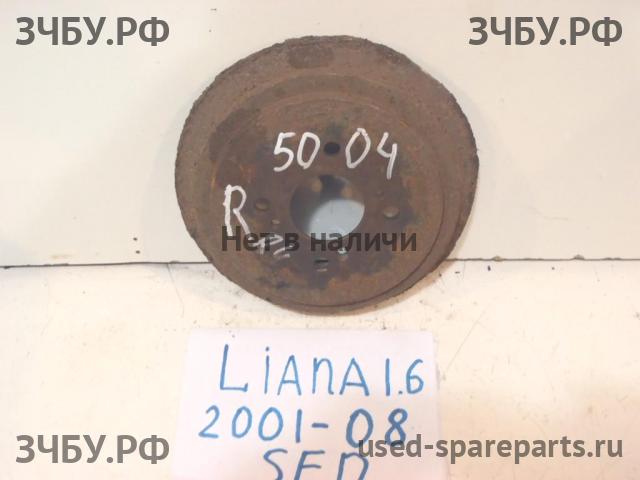 ЗЧБУ.РФ ЗЧБУ.РФ
50 04
R
Нет в наличи
LiAnA 1.6
2001-08
SED
ЗЧБУ.РФ used-spareparts.ru